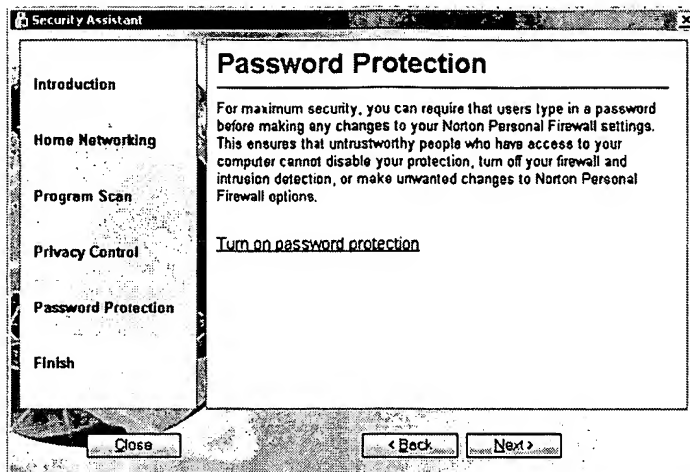 Security Assistant
Introduction
Home Networking
Program Scan
Privacy Control
Password Protection
Finish
Password Protection
For maximum security, you can require that users type in a password
before making any changes to your Norton Personal Firewall settings.
This ensures that untrustworthy people who have access to your
computer cannot disable your protection, turn off your firewall and
intrusion detection, or make unwanted changes to Norton Personal
Firewall options.
Turn on password protection
Close
< Back
Next >